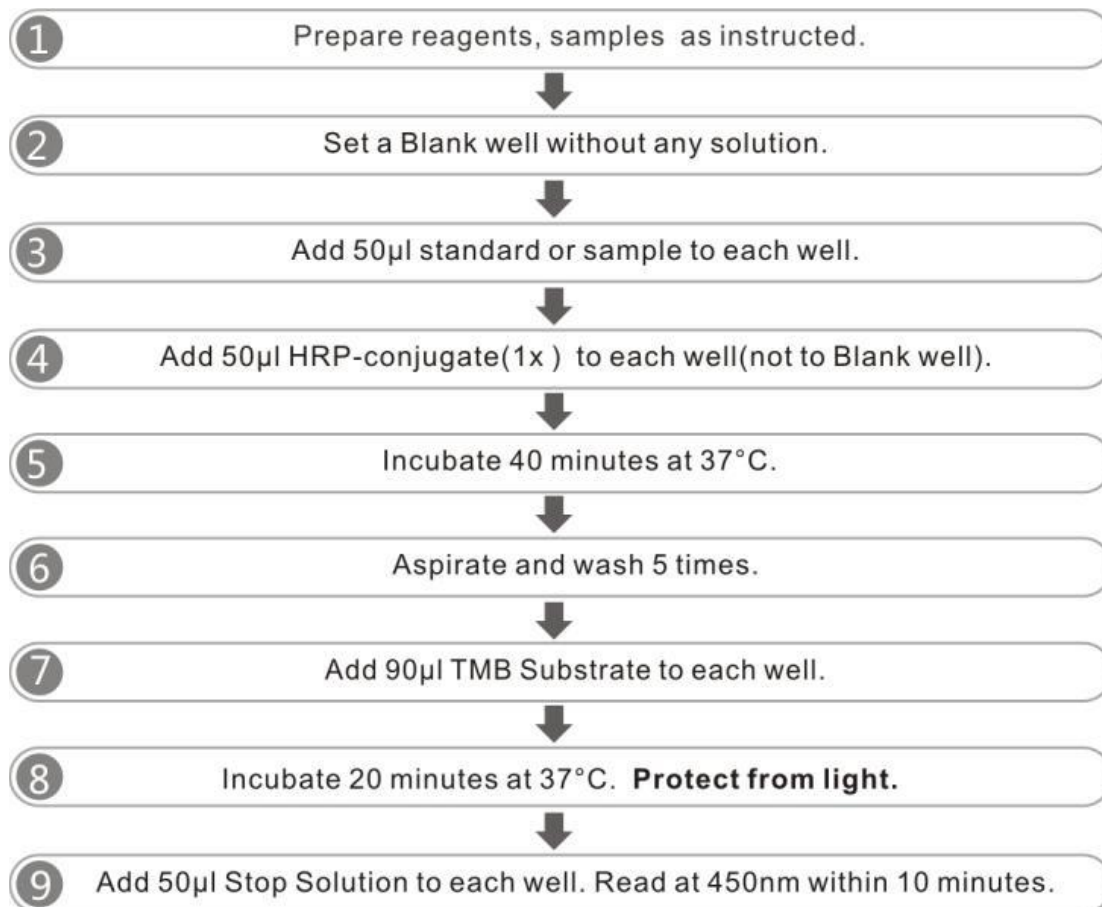 1 Prepare reagents, samples as instructed.
2 Set a Blank well without any solution.
3 Add 50µl standard or sample to each well.
4 Add 50µl HRP-conjugate(1x ) to each well(not to Blank well).
5 Incubate 40 minutes at 37°C.
6 Aspirate and wash 5 times.
7 Add 90µl TMB Substrate to each well.
8 Incubate 20 minutes at 37°C. Protect from light.
9 Add 50µl Stop Solution to each well. Read at 450nm within 10 minutes.